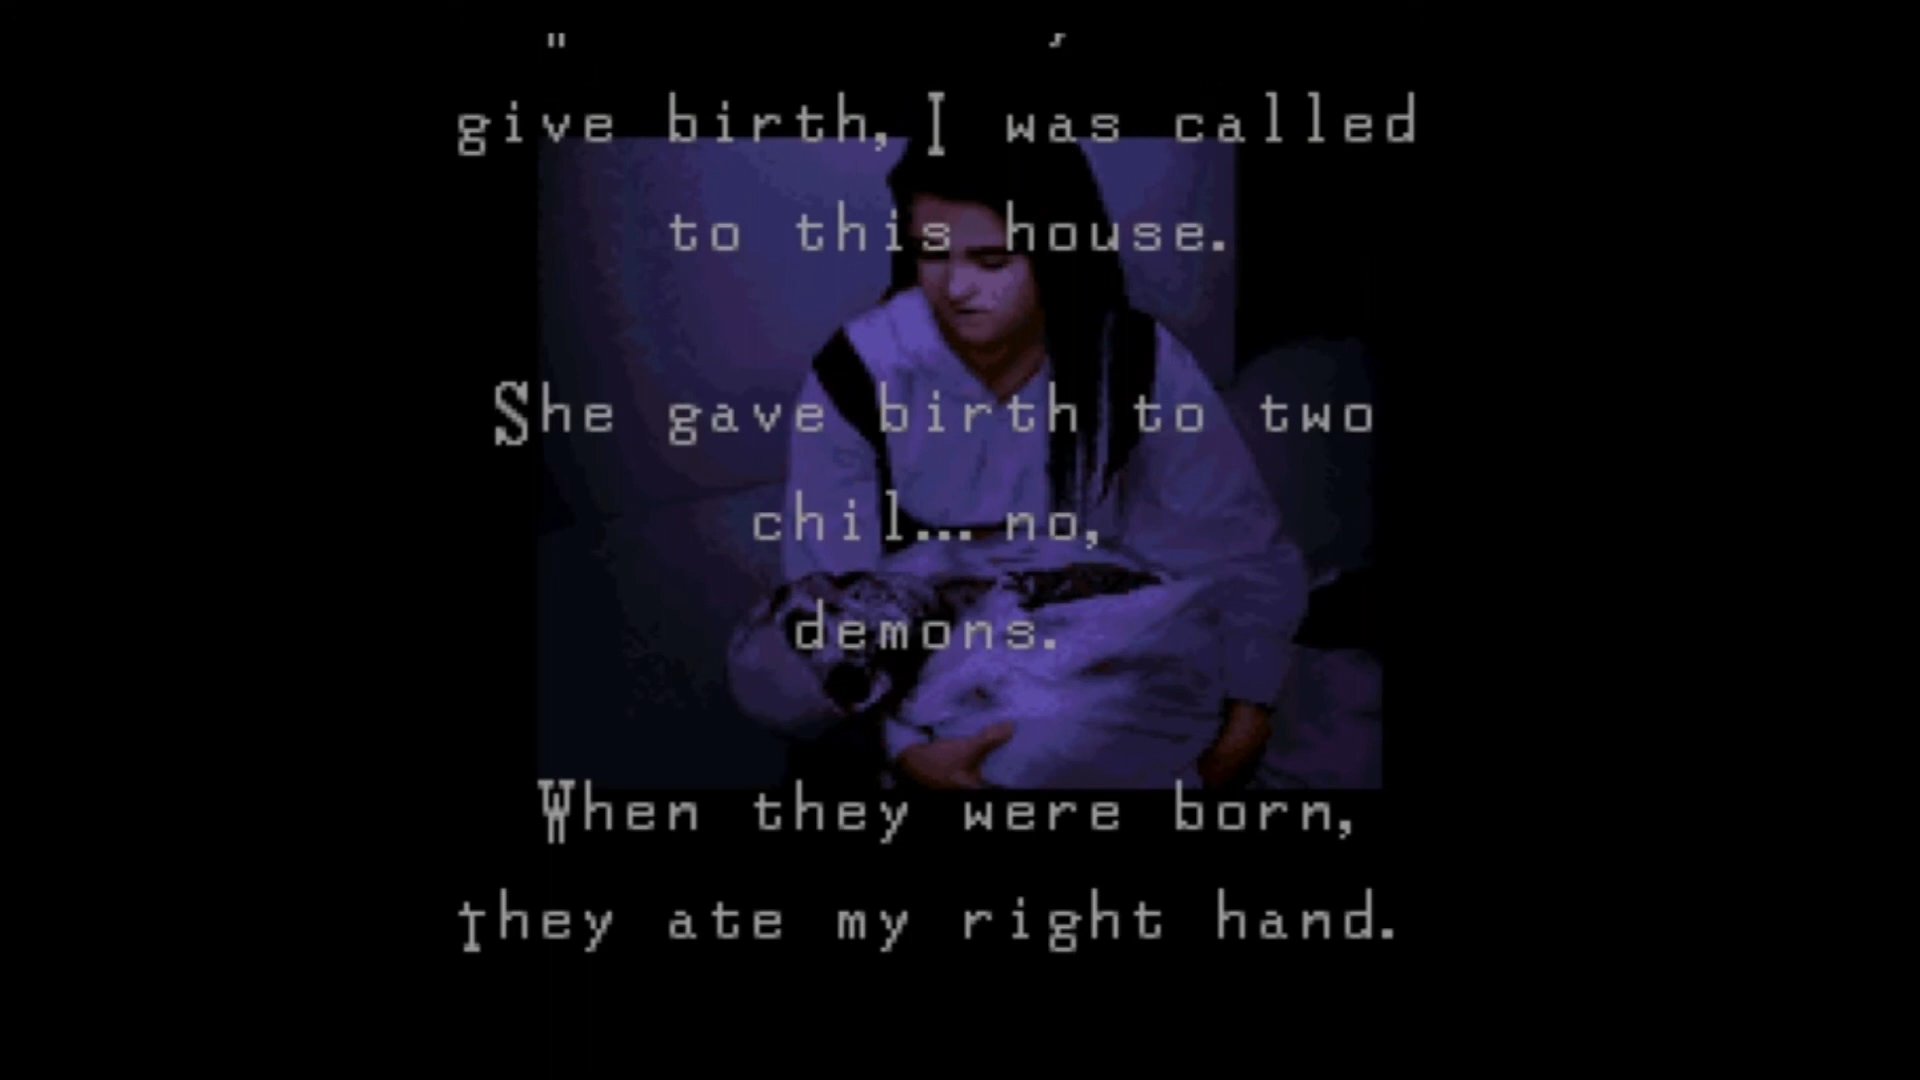 give birth, I was called
to this house.
She gave birth to two
chil... no,
demons.
When they were born,
they ate my right hand.